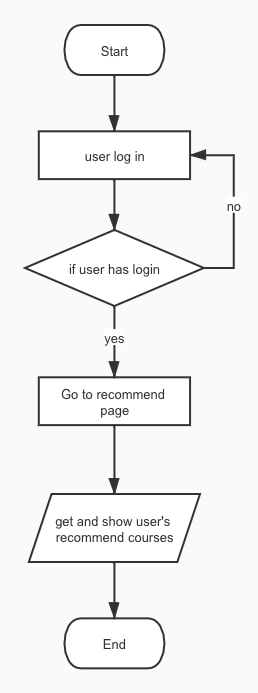 Start
user log in
no
if user has login
yes
Go to recommend
page
get and show user's
recommend courses
End